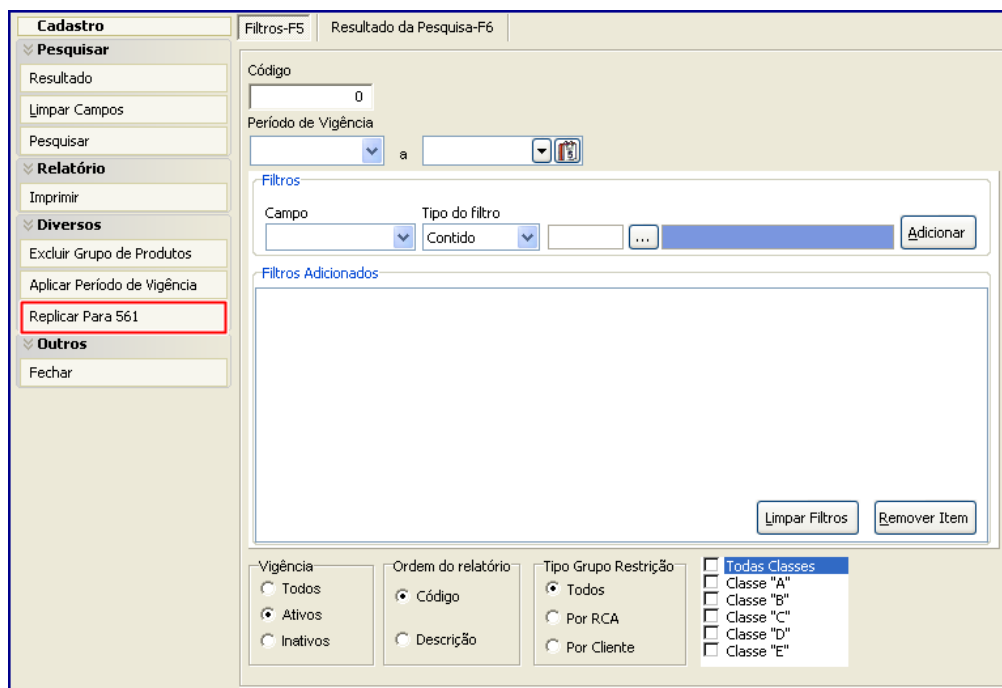 Cadastro
Pesquisar
Resultado
Limpar Campos
Pesquisar
Relatório
Imprimir
Diversos
Excluir Grupo de Produtos
Aplicar Período de Vigência
Replicar Para 561
Outros
Fechar
Filtros-F5 Resultado da Pesquisa-F6
Código
0
Período de Vigência
a 5
Filtros
Campo Tipo do filtro
Contido ... Adicionar
Filtros Adicionados
Limpar Filtros Remover Item
Vigência
Todos
Ativos
Inativos
Ordem do relatório
Código
Descrição
Tipo Grupo Restrição
Todos
Por RCA
Por Cliente
Todas Classes
Classe "A"
Classe "B"
Classe "C"
Classe "D"
Classe "E"